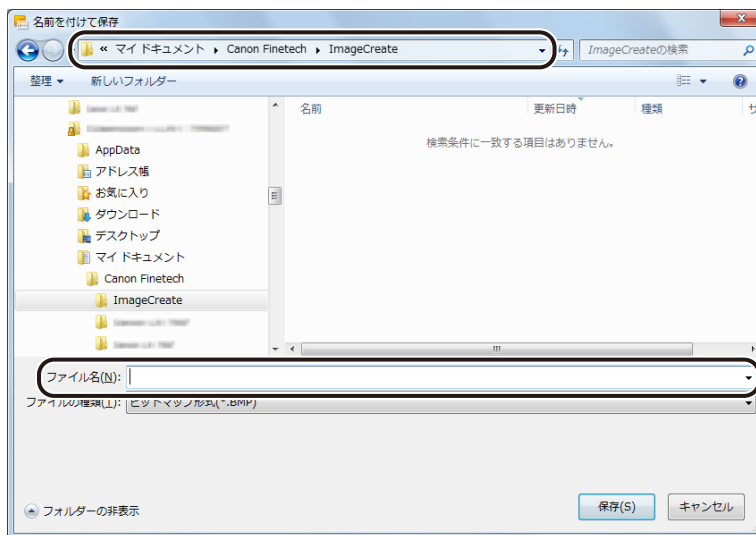 名前を付けて保存
« マイ ドキュメント ▸ Canon Finetech ▸ ImageCreate
ImageCreateの検索
整理 ▼ 新しいフォルダー
名前 更新日時 種類 サ
検索条件に一致する項目はありません。
AppData
アドレス帳
お気に入り
ダウンロード
デスクトップ
マイ ドキュメント
Canon Finetech
ImageCreate
ファイル名(N):
ファイルの種類(T): ビットマップ形式(*.BMP)
フォルダーの非表示
保存(S) キャンセル